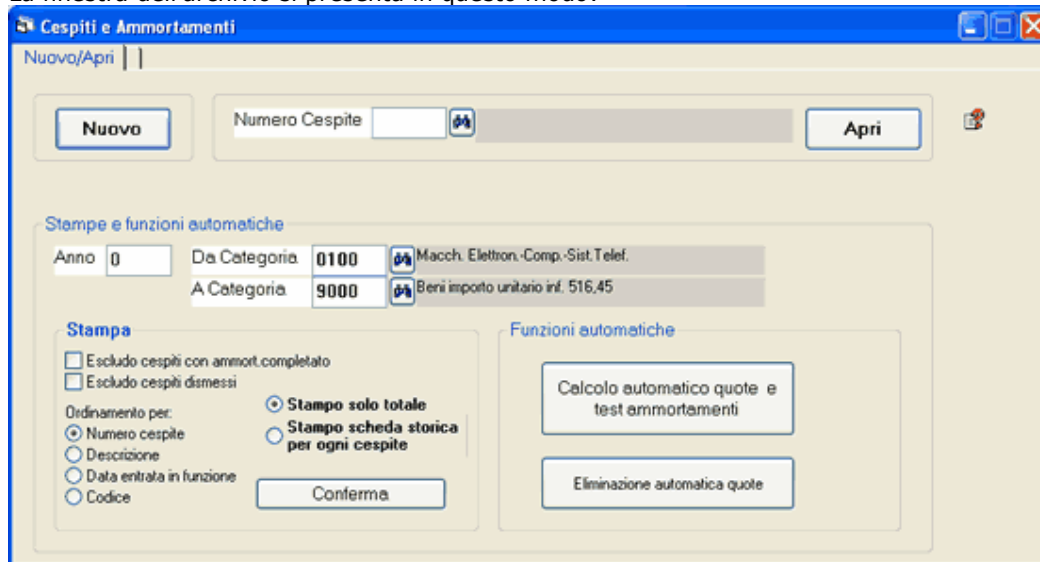 La finestra dell'archivio si presenta in questo modo:
Cespiti e Ammortamenti
Nuovo/Apri
Nuovo
Numero Cespite
Apri
Stampe e funzioni automatiche
Anno 0 Da Categoria 0100 Macch. Elettron.-Comp.-Sist.Telef.
A Categoria 9000 Beni importo unitario inf. 516,45
Stampa
Escludo cespiti con ammort.completato
Escludo cespiti dismessi
Ordinamento per:
Numero cespite
Descrizione
Data entrata in funzione
Codice
Stampo solo totale
Stampo scheda storica
per ogni cespite
Conferma
Funzioni automatiche
Calcolo automatico quote e
test ammortamenti
Eliminazione automatica quote